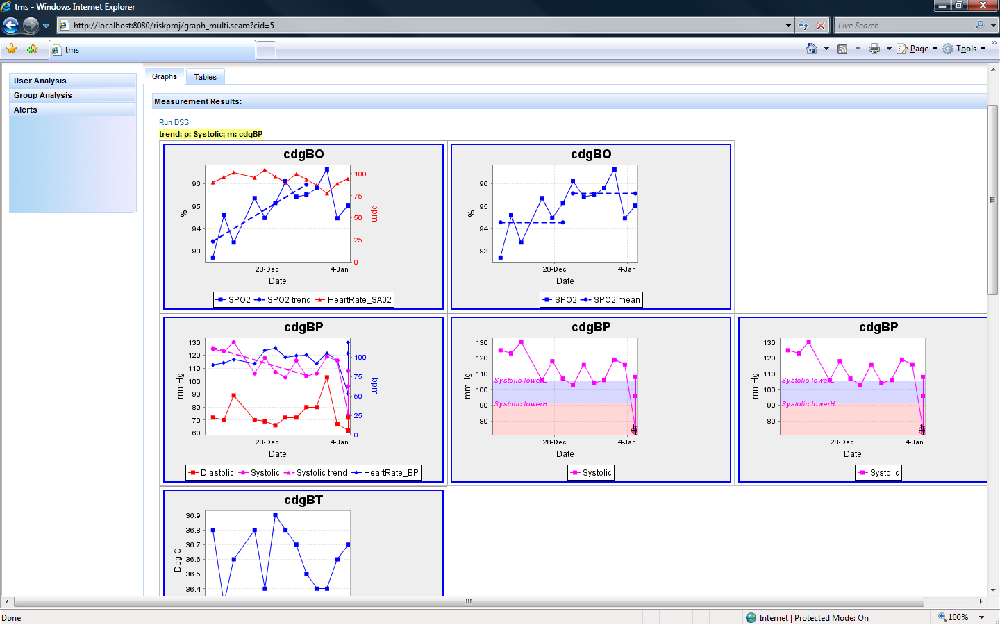 tms - Windows Internet Explorer
http://localhost:8080/riskproj/graph_multi.seam?cid=5
Live Search
tms
Page
Tools
User Analysis
Group Analysis
Alerts
Graphs
Tables
Measurement Results:
Run DSS
trend: p: Systolic; m: cdgBP
cdgBO
96
95
94
93
%
100
75
50
25
0
bpm
28-Dec
4-Jan
Date
SPO2
SPO2 trend
HeartRate_SA02
cdgBO
96
95
94
93
%
28-Dec
4-Jan
Date
SPO2
SPO2 mean
cdgBP
130
120
110
100
90
80
70
60
mmHg
100
75
50
25
0
bpm
28-Dec
4-Jan
Date
Diastolic
Systolic
Systolic trend
HeartRate_BP
cdgBP
130
120
110
100
90
80
mmHg
Systolic lowerL
Systolic lowerH
28-Dec
4-Jan
Date
Systolic
cdgBP
130
120
110
100
90
80
mmHg
Systolic lowerL
Systolic lowerH
28-Dec
4-Jan
Date
Systolic
cdgBT
36.9
36.8
36.7
36.6
36.5
36.4
Deg C.
Done
Internet | Protected Mode: On
100%